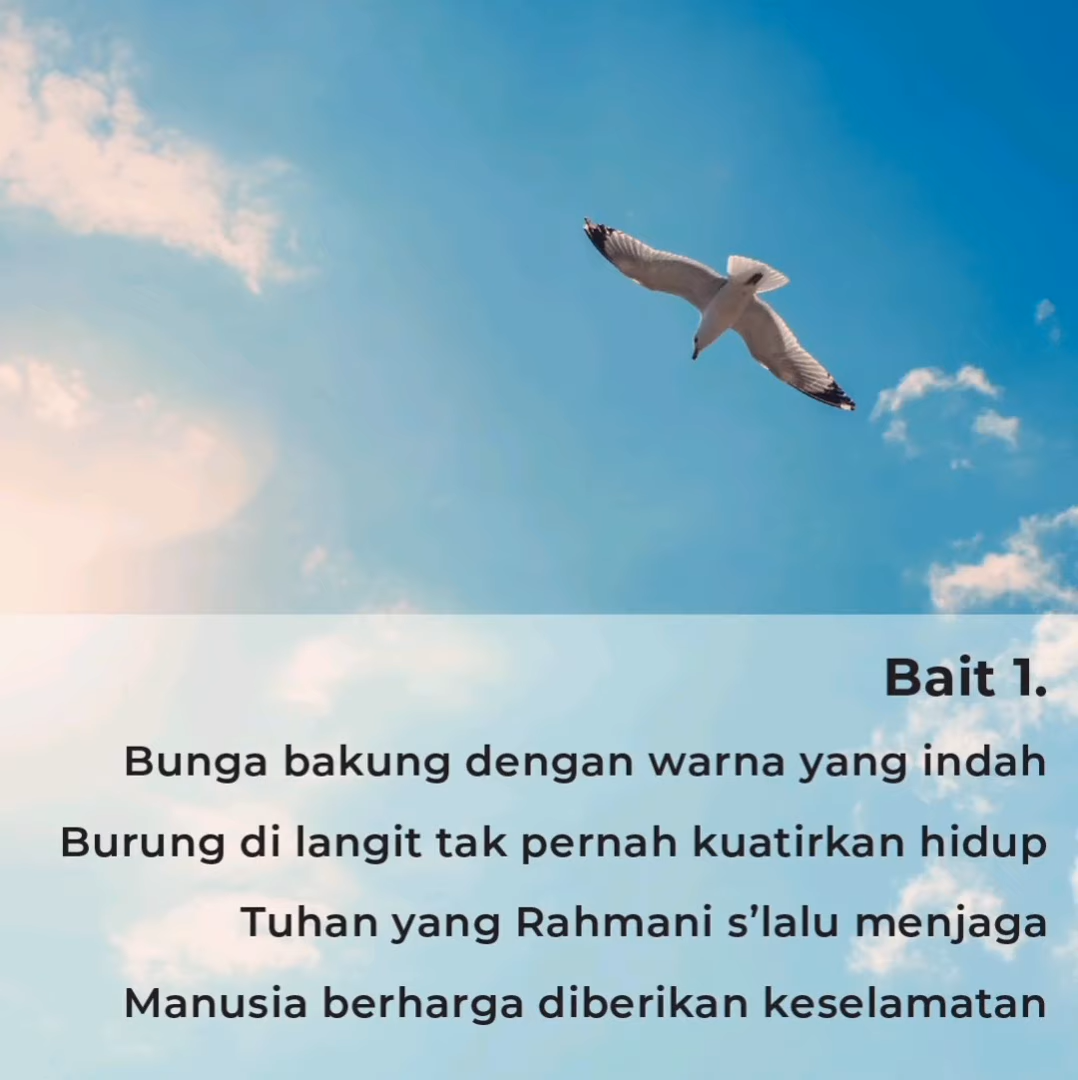 Bait 1.
Bunga bakung dengan warna yang indah
Burung di langit tak pernah kuatirkan hidup
Tuhan yang Rahmani s’lalu menjaga
Manusia berharga diberikan keselamatan